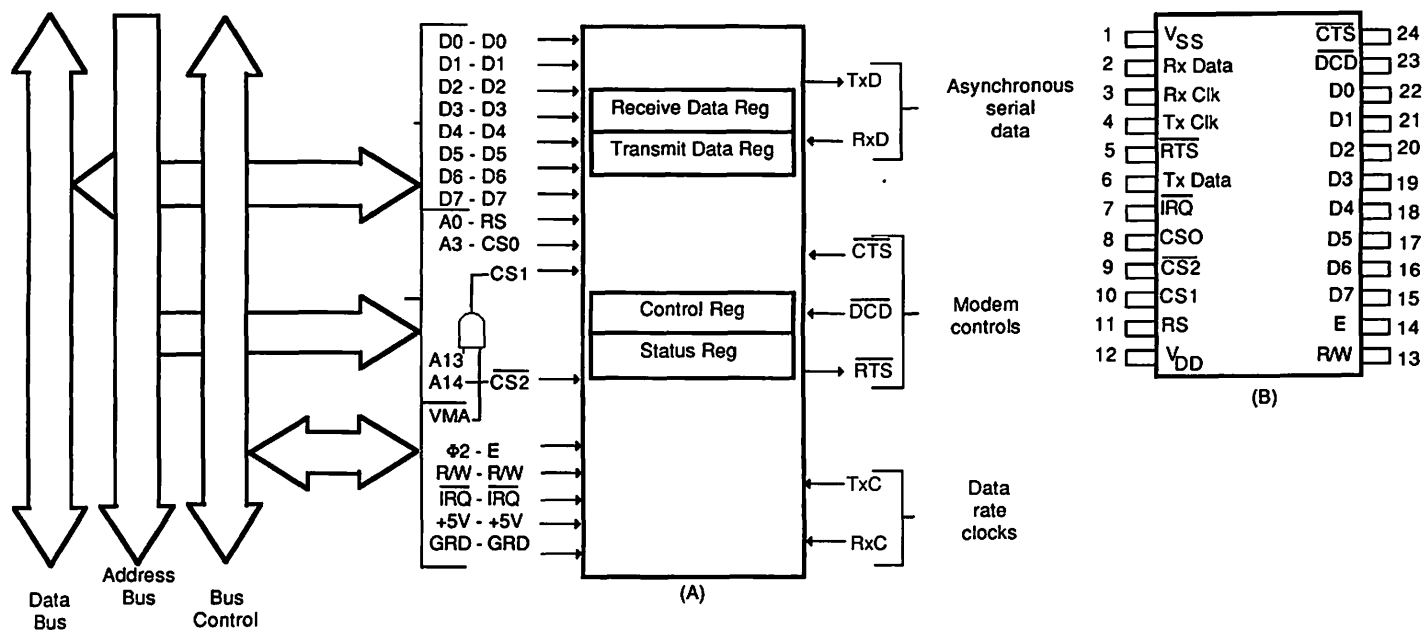 D0 - D0
D1 - D1
D2 - D2
D3 - D3
D4 - D4
D5 - D5
D6 - D6
D7 - D7
A0 - RS
A3 - CS0
CS1
A13
A14 CS2
VMA
Φ2 - E
R/W - R/W
IRQ - IRQ
+5V - +5V
GRD - GRD
Data
Bus
Address
Bus
Bus
Control
Receive Data Reg
Transmit Data Reg
Control Reg
Status Reg
(A)
TxD
RxD
Asynchronous
serial
data
CTS
DCD
RTS
Modem
controls
TxC
RxC
Data
rate
clocks
1 VSS
2 Rx Data
3 Rx Clk
4 Tx Clk
5 RTS
6 Tx Data
7 IRQ
8 CSO
9 CS2
10 CS1
11 RS
12 VDD
CTS 24
DCD 23
D0 22
D1 21
D2 20
D3 19
D4 18
D5 17
D6 16
D7 15
E 14
R/W 13
(B)